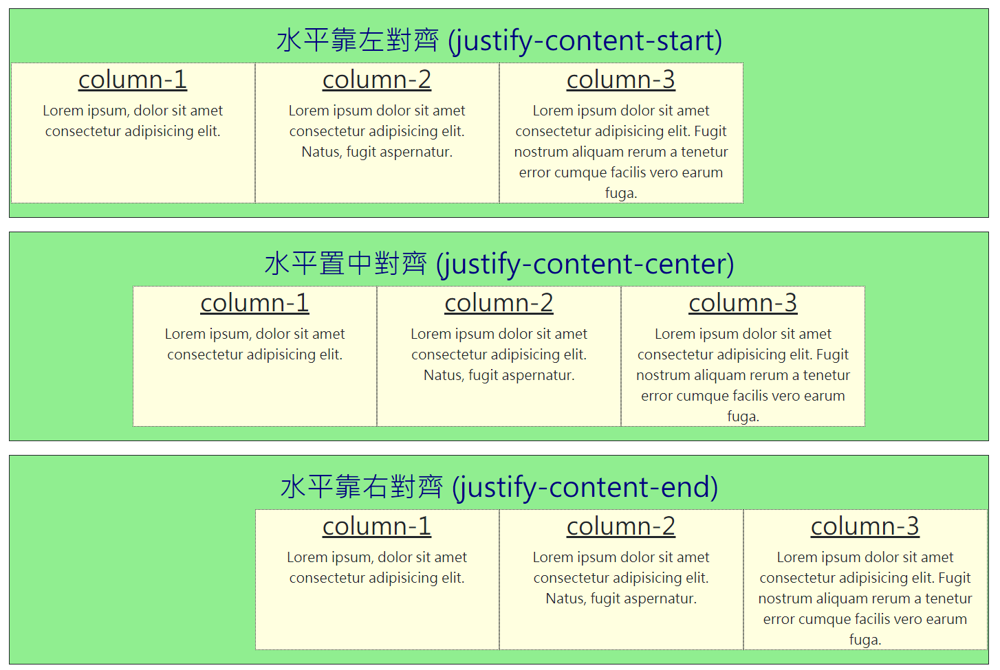 水平靠左對齊 (justify-content-start)
column-1
Lorem ipsum, dolor sit amet
consectetur adipisicing elit.
column-2
Lorem ipsum dolor sit amet
consectetur adipisicing elit.
Natus, fugit aspernatur.
column-3
Lorem ipsum dolor sit amet
consectetur adipisicing elit. Fugit
nostrum aliquam rerum a tenetur
error cumque facilis vero earum
fuga.
水平置中對齊 (justify-content-center)
column-1
Lorem ipsum, dolor sit amet
consectetur adipisicing elit.
column-2
Lorem ipsum dolor sit amet
consectetur adipisicing elit.
Natus, fugit aspernatur.
column-3
Lorem ipsum dolor sit amet
consectetur adipisicing elit. Fugit
nostrum aliquam rerum a tenetur
error cumque facilis vero earum
fuga.
水平靠右對齊 (justify-content-end)
column-1
Lorem ipsum, dolor sit amet
consectetur adipisicing elit.
column-2
Lorem ipsum dolor sit amet
consectetur adipisicing elit.
Natus, fugit aspernatur.
column-3
Lorem ipsum dolor sit amet
consectetur adipisicing elit. Fugit
nostrum aliquam rerum a tenetur
error cumque facilis vero earum
fuga.